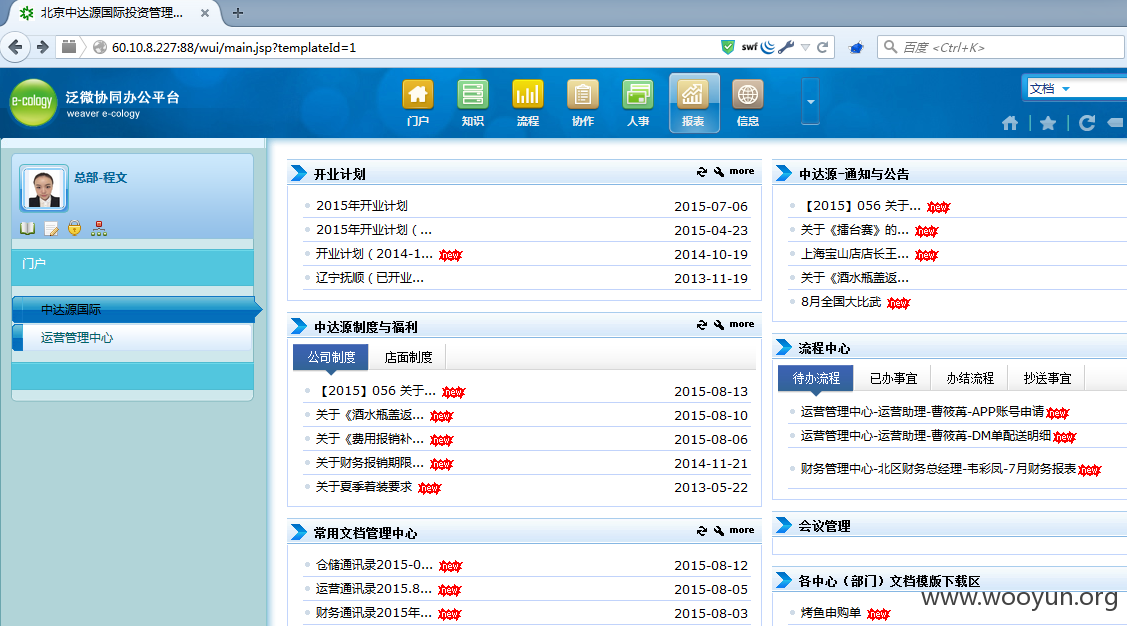 北京中达源国际投资管理...
60.10.8.227:88/wui/main.jsp?templateId=1
swf
百度 <Ctrl+K>
e-cology
泛微协同办公平台
weaver e-cology
门户 知识 流程 协作 人事 报表 信息
文档
总部-程文
门户
中达源国际
运营管理中心
开业计划 more
2015年开业计划 2015-07-06
2015年开业计划（... 2015-04-23
开业计划（2014-1... new 2014-10-19
辽宁抚顺（已开业... 2013-11-19
中达源制度与福利 more
公司制度 店面制度
【2015】056 关于... new 2015-08-13
关于《酒水瓶盖返... new 2015-08-10
关于《费用报销补... new 2015-08-06
关于财务报销期限... new 2014-11-21
关于夏季着装要求 new 2013-05-22
常用文档管理中心 more
仓储通讯录2015-0... new 2015-08-12
运营通讯录2015.8... new 2015-08-05
财务通讯录2015年... new 2015-08-03
中达源-通知与公告
【2015】056 关于... new
关于《擂台赛》的... new
上海宝山店店长王... new
关于《酒水瓶盖返...
8月全国大比武 new
流程中心
待办流程 已办事宜 办结流程 抄送事宜
运营管理中心-运营助理-曹筱苒-APP账号申请 new
运营管理中心-运营助理-曹筱苒-DM单配送明细 new
财务管理中心-北区财务总经理-韦彩凤-7月财务报表 new
会议管理
各中心（部门）文档模版下载区
烤鱼申购单 new
www.wooyun.org